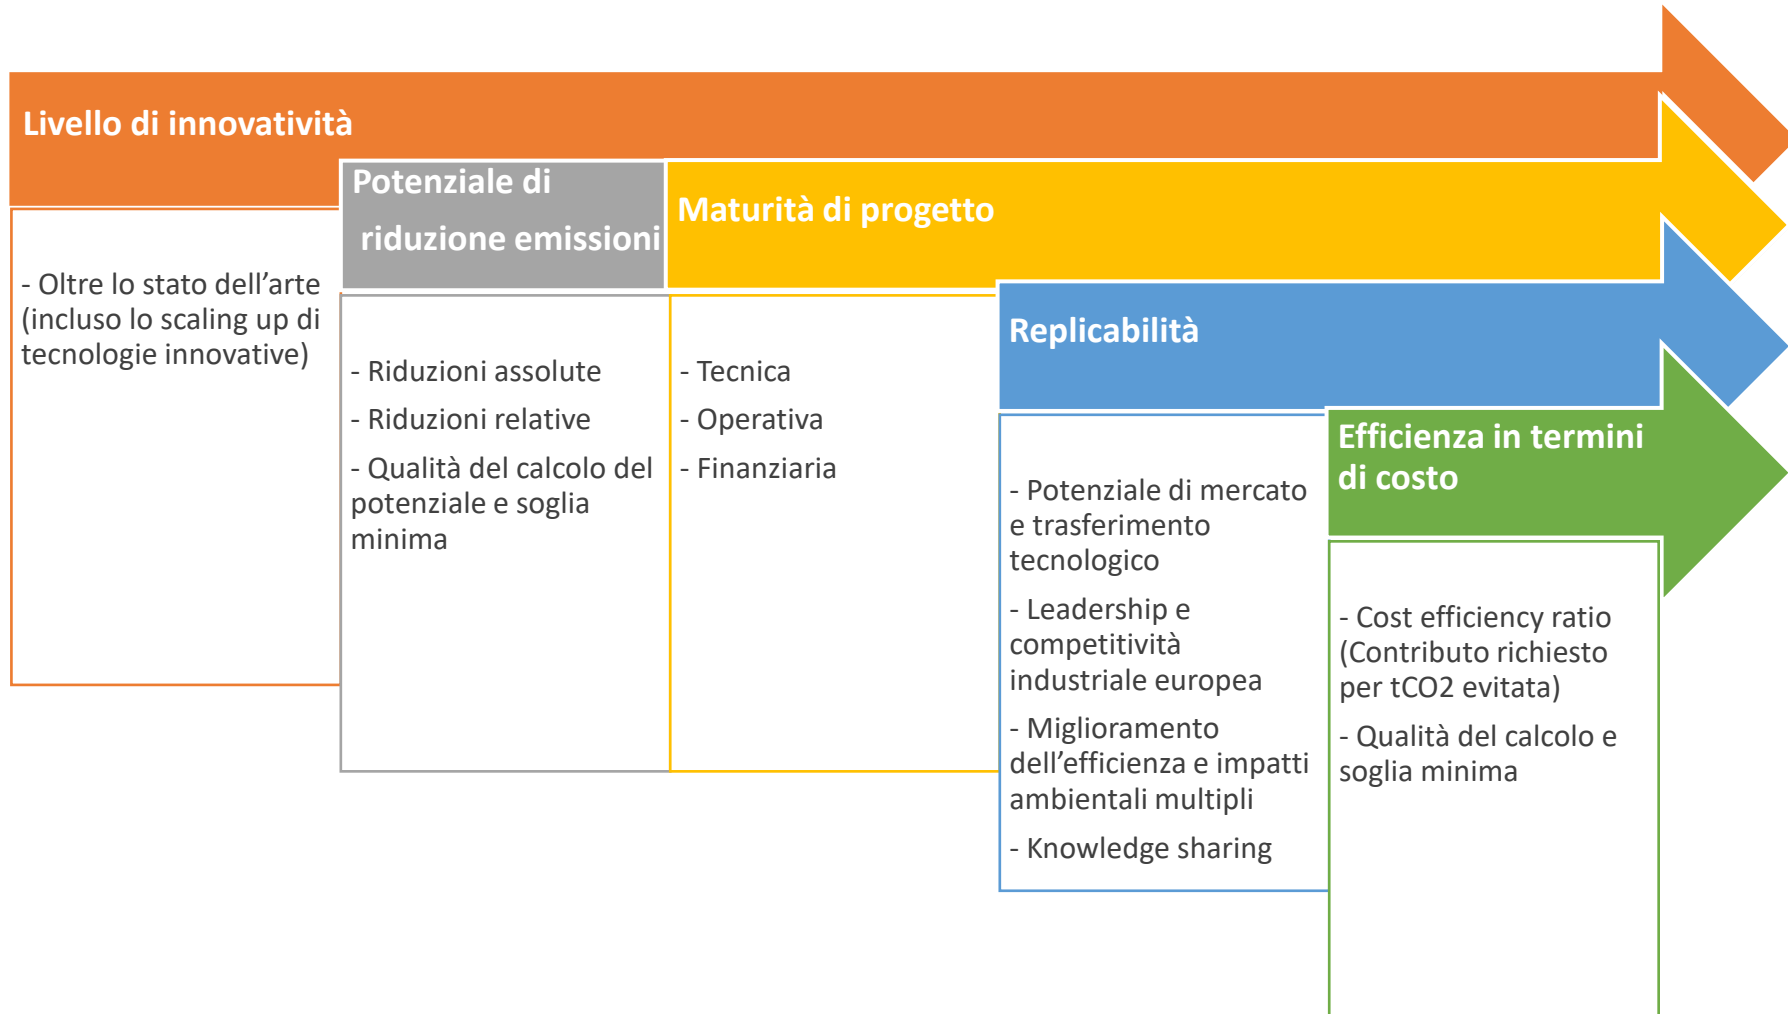 Livello di innovatività
- Oltre lo stato dell’arte
(incluso lo scaling up di
tecnologie innovative)
Potenziale di
riduzione emissioni
- Riduzioni assolute
- Riduzioni relative
- Qualità del calcolo del
potenziale e soglia
minima
Maturità di progetto
- Tecnica
- Operativa
- Finanziaria
Replicabilità
- Potenziale di mercato
e trasferimento
tecnologico
- Leadership e
competitività
industriale europea
- Miglioramento
dell’efficienza e impatti
ambientali multipli
- Knowledge sharing
Efficienza in termini
di costo
- Cost efficiency ratio
(Contributo richiesto
per tCO2 evitata)
- Qualità del calcolo e
soglia minima